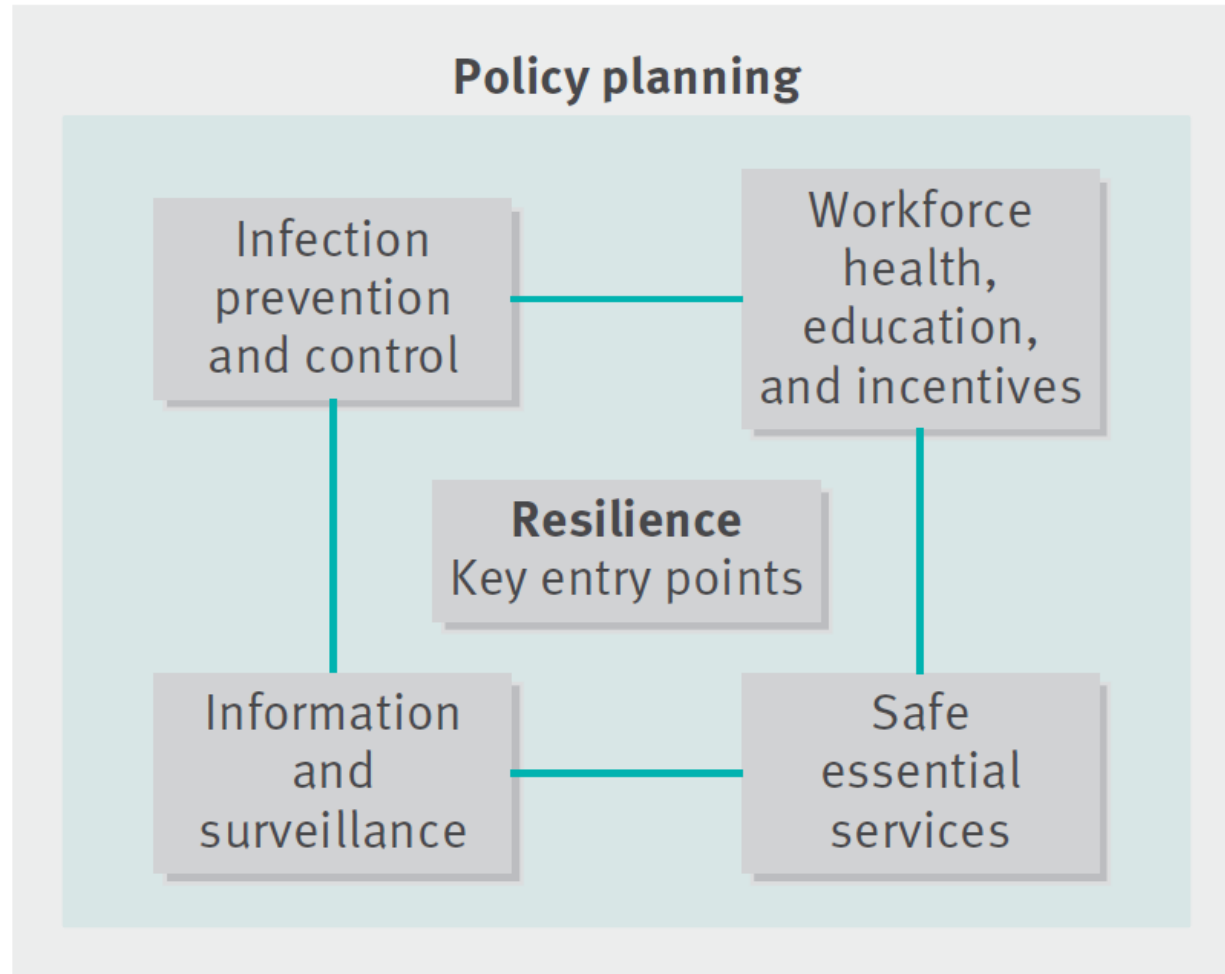 Policy planning
Infection
prevention
and control
Workforce
health,
education,
and incentives
Resilience
Key entry points
Information
and
surveillance
Safe
essential
services